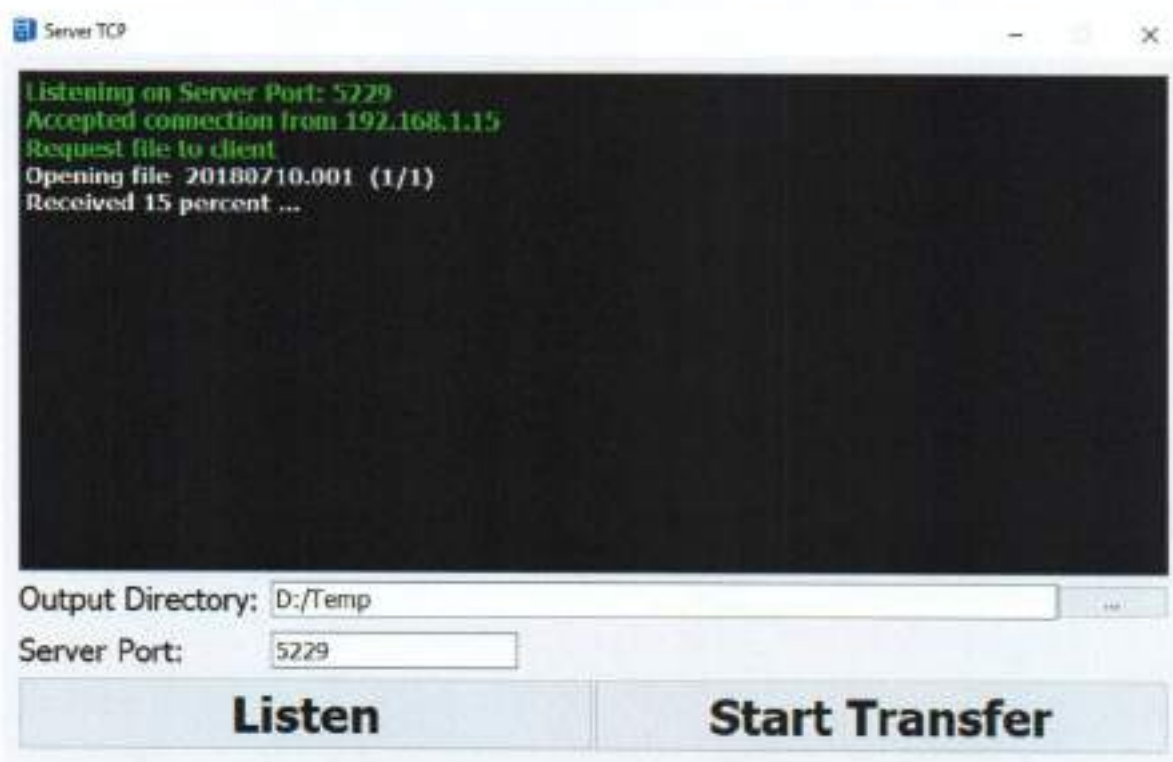 Server TCP
Listening on Server Port: 5229
Accepted connection from 192.168.1.15
Request file to client
Opening file 20180710.001 (1/1)
Received 15 percent ...
Output Directory: D:/Temp ...
Server Port: 5229
Listen Start Transfer